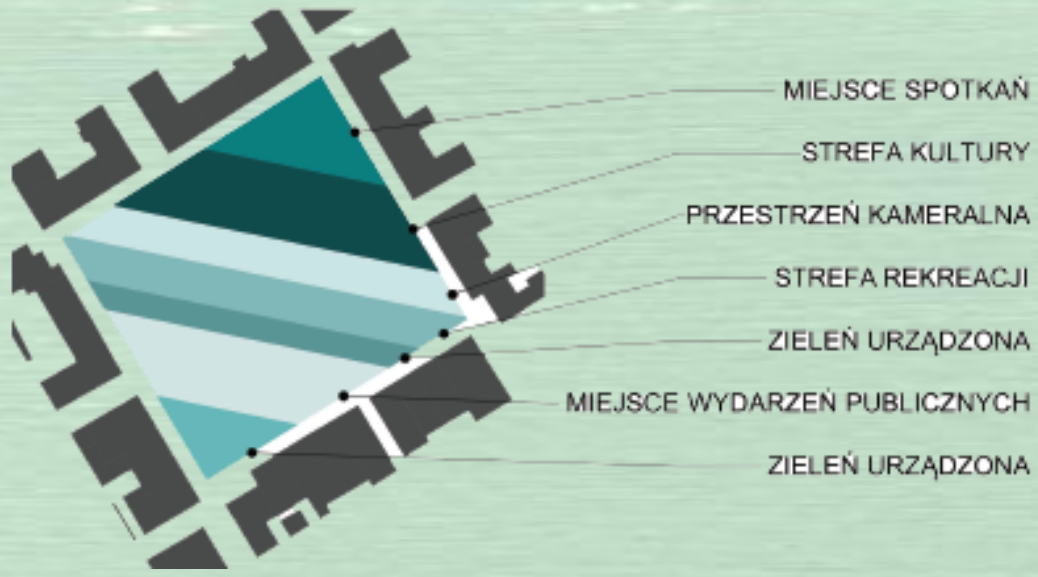 MIEJSCE SPOTKAŃ
STREFA KULTURY
PRZESTRZEŃ KAMERALNA
STREFA REKREACJI
ZIELEŃ URZĄDZONA
MIEJSCE WYDARZEŃ PUBLICZNYCH
ZIELEŃ URZĄDZONA